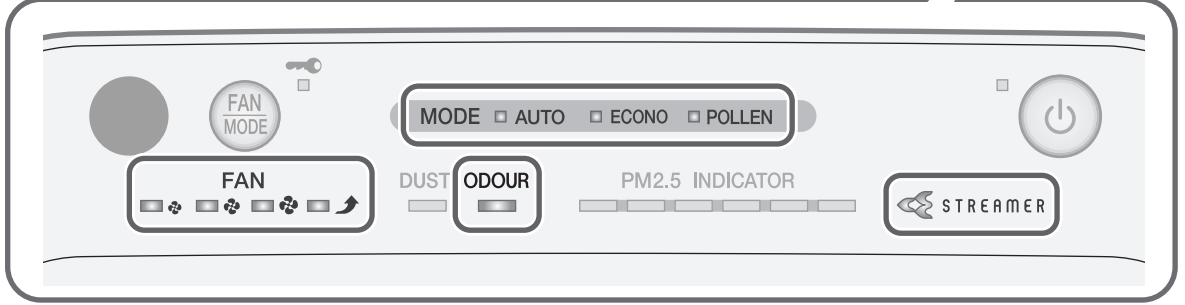 FAN
MODE
MODE AUTO ECONO POLLEN
FAN
DUST ODOUR PM2.5 INDICATOR
STREAMER